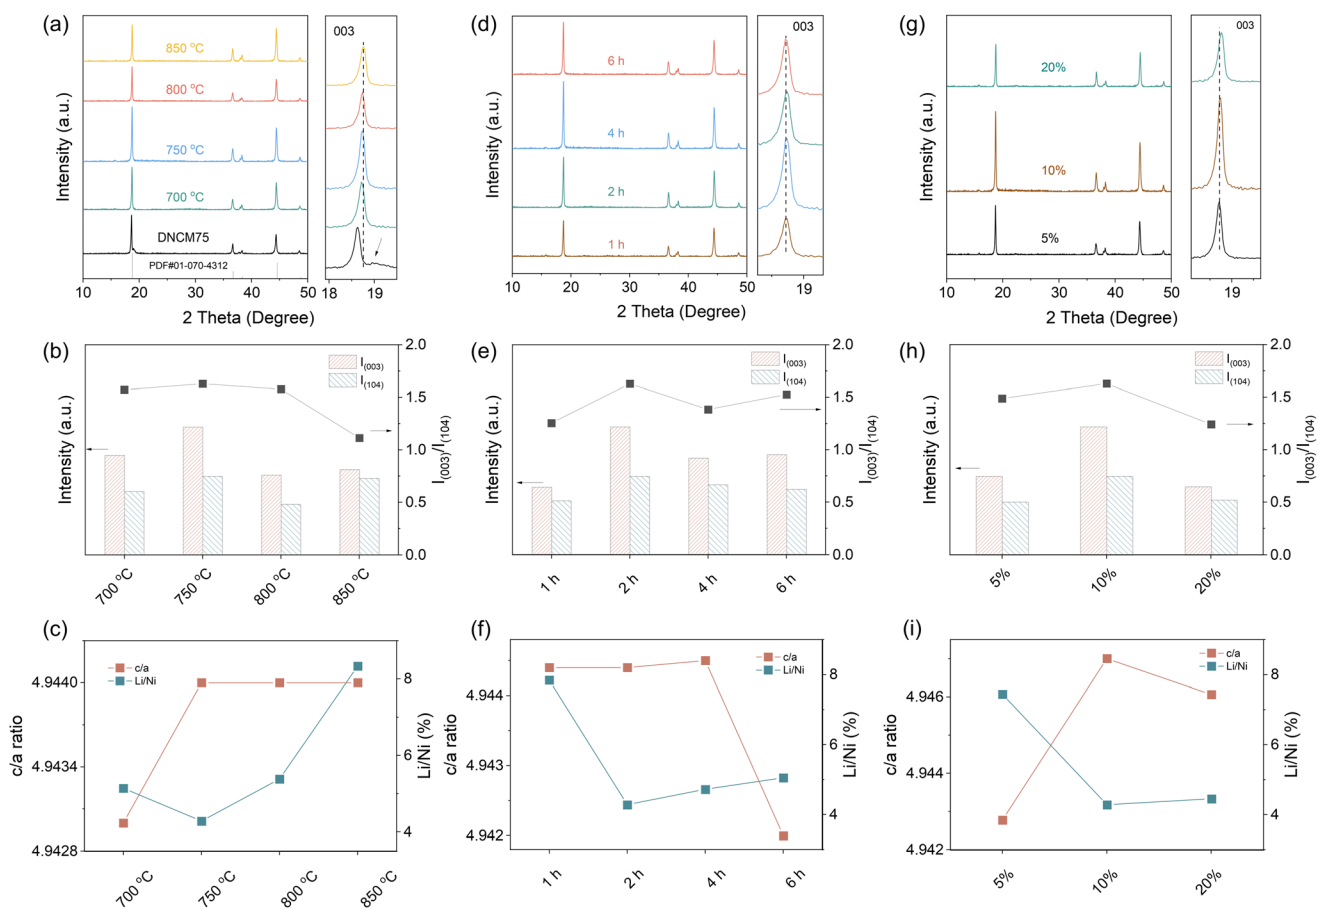 (a)
003
850 °C
800 °C
750 °C
700 °C
DNCM75
PDF#01-070-4312
Intensity (a.u.)
10 20 30 40 50 18 19
2 Theta (Degree)
(d)
003
6 h
4 h
2 h
1 h
Intensity (a.u.)
10 20 30 40 50 19
2 Theta (Degree)
(g)
003
20%
10%
5%
Intensity (a.u.)
10 20 30 40 50 19
2 Theta (Degree)
(b)
I(003)
I(104)
2.0
1.5
1.0
0.5
0.0
Intensity (a.u.)
I(003)/I(104)
700 °C 750 °C 800 °C 850 °C
(e)
I(003)
I(104)
2.0
1.5
1.0
0.5
0.0
Intensity (a.u.)
I(003)/I(104)
1 h 2 h 4 h 6 h
(h)
I(003)
I(104)
2.0
1.5
1.0
0.5
0.0
Intensity (a.u.)
I(003)/I(104)
5% 10% 20%
(c)
c/a
Li/Ni
4.9440
4.9434
4.9428
8
6
4
c/a ratio
Li/Ni (%)
700 °C 750 °C 800 °C 850 °C
(f)
c/a
Li/Ni
4.944
4.943
4.942
8
6
4
c/a ratio
Li/Ni (%)
1 h 2 h 4 h 6 h
(i)
c/a
Li/Ni
4.946
4.944
4.942
8
6
4
c/a ratio
Li/Ni (%)
5% 10% 20%